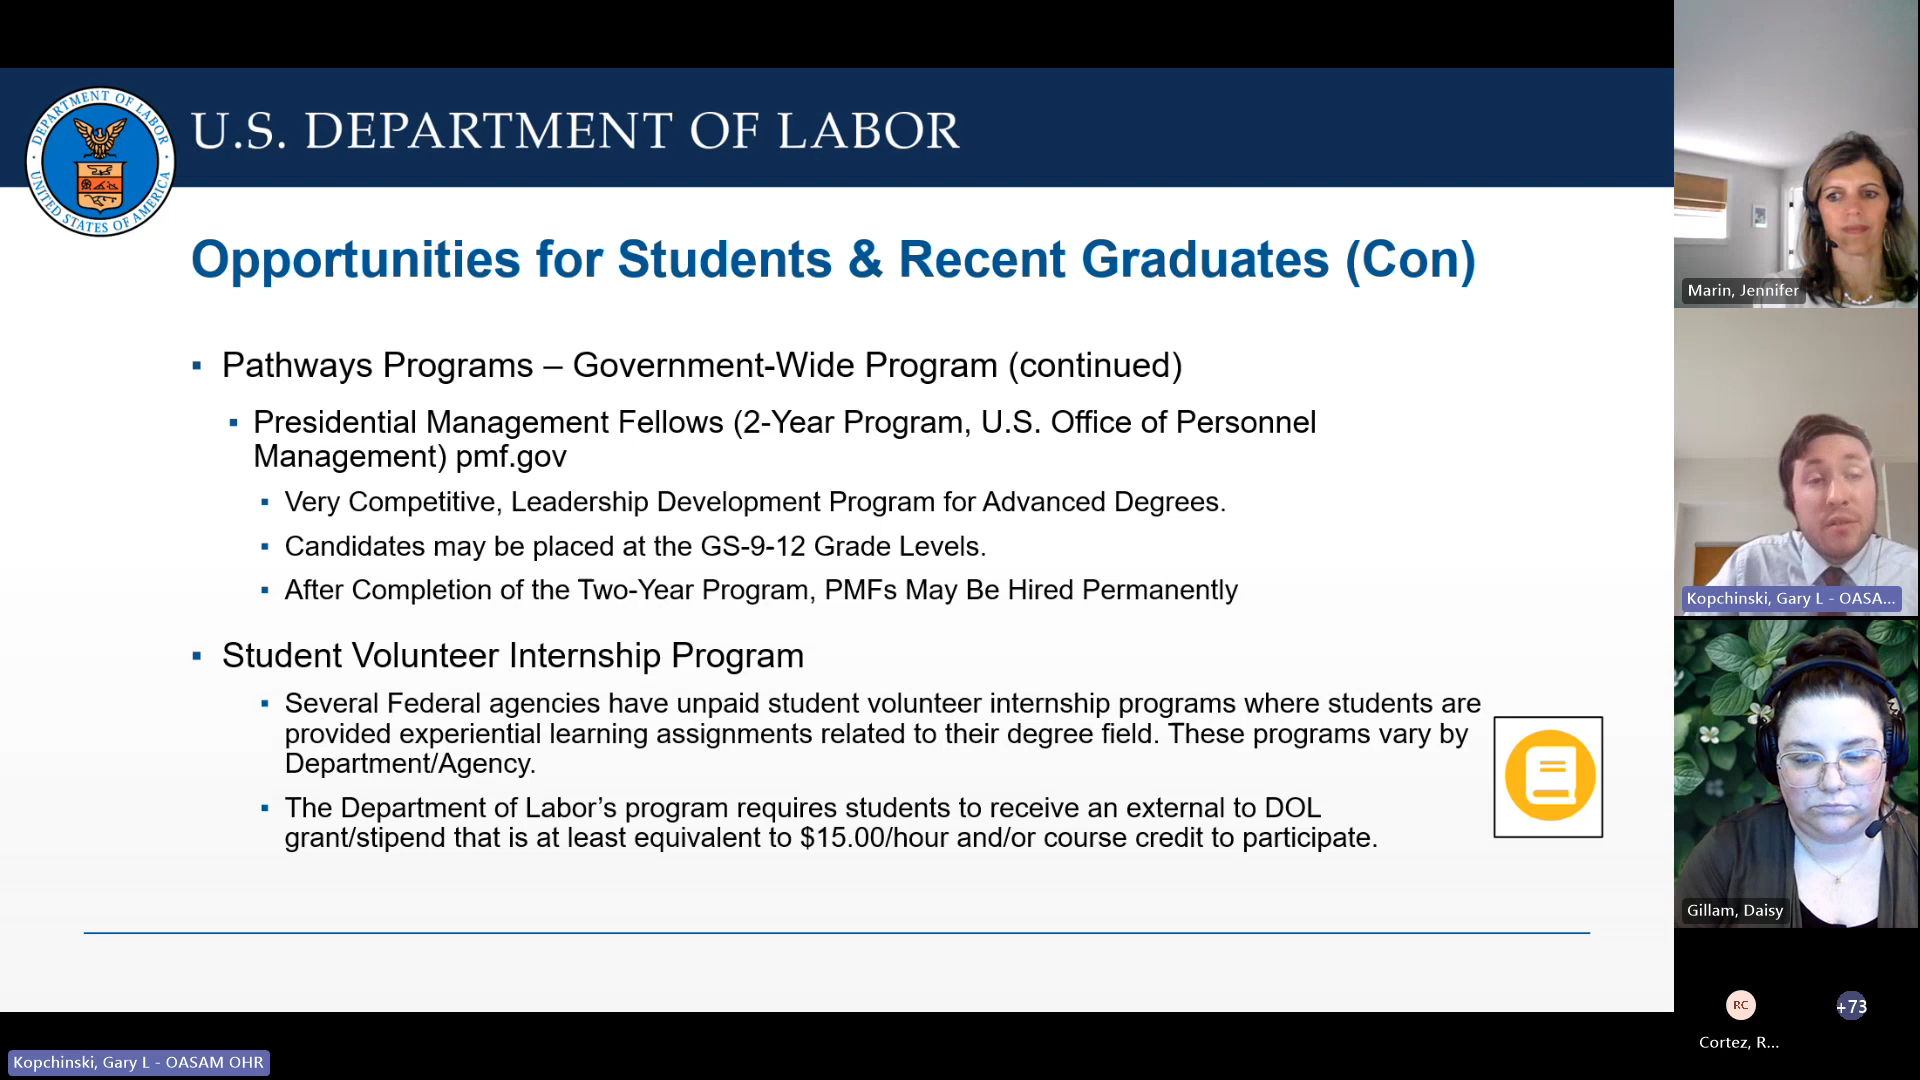 DEPARTMENT OF LABOR
UNITED STATES OF AMERICA
U.S. DEPARTMENT OF LABOR
Opportunities for Students & Recent Graduates (Con)
▪ Pathways Programs – Government-Wide Program (continued)
▪ Presidential Management Fellows (2-Year Program, U.S. Office of Personnel
Management) pmf.gov
▪ Very Competitive, Leadership Development Program for Advanced Degrees.
▪ Candidates may be placed at the GS-9-12 Grade Levels.
▪ After Completion of the Two-Year Program, PMFs May Be Hired Permanently
▪ Student Volunteer Internship Program
▪ Several Federal agencies have unpaid student volunteer internship programs where students are
provided experiential learning assignments related to their degree field. These programs vary by
Department/Agency.
▪ The Department of Labor’s program requires students to receive an external to DOL
grant/stipend that is at least equivalent to $15.00/hour and/or course credit to participate.
Marin, Jennifer
Kopchinski, Gary L - OASA...
Gillam, Daisy
RC
+73
Cortez, R...
Kopchinski, Gary L - OASAM OHR